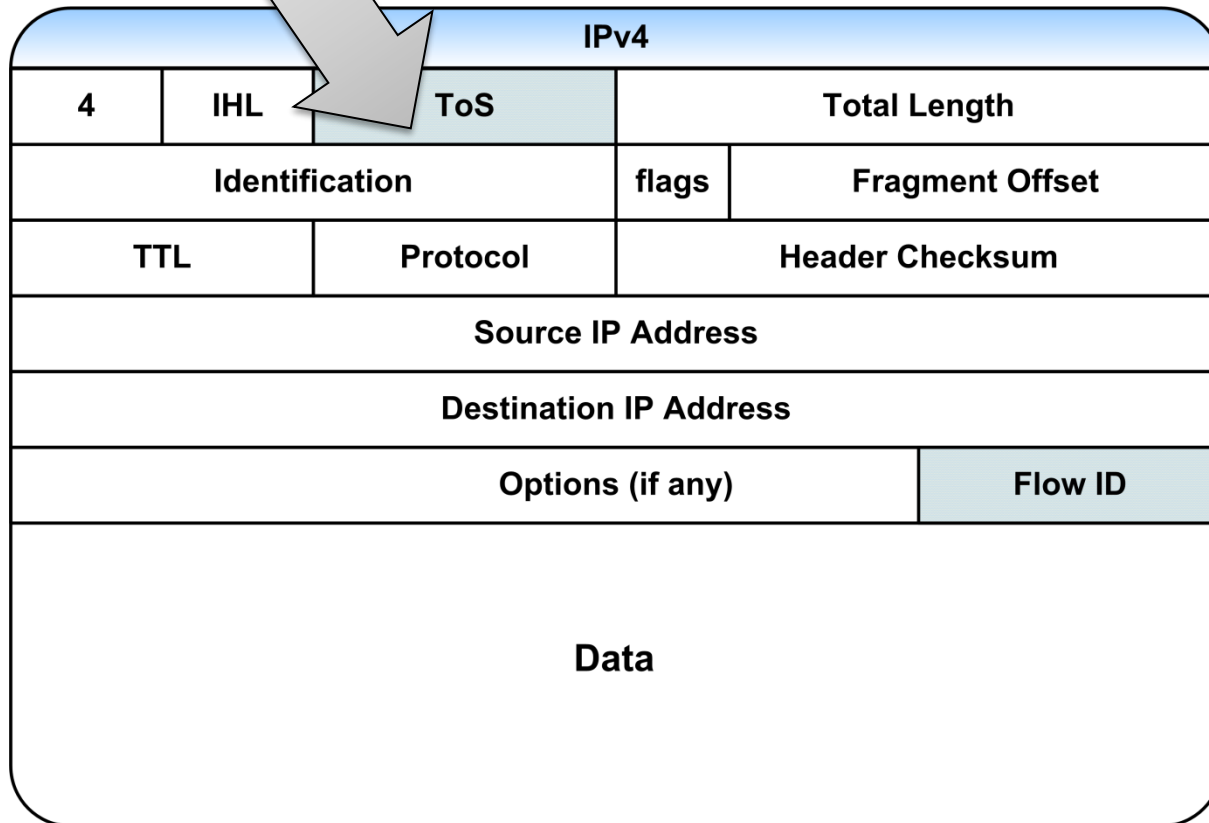 IPv4
4 IHL ToS Total Length
Identification flags Fragment Offset
TTL Protocol Header Checksum
Source IP Address
Destination IP Address
Options (if any) Flow ID
Data